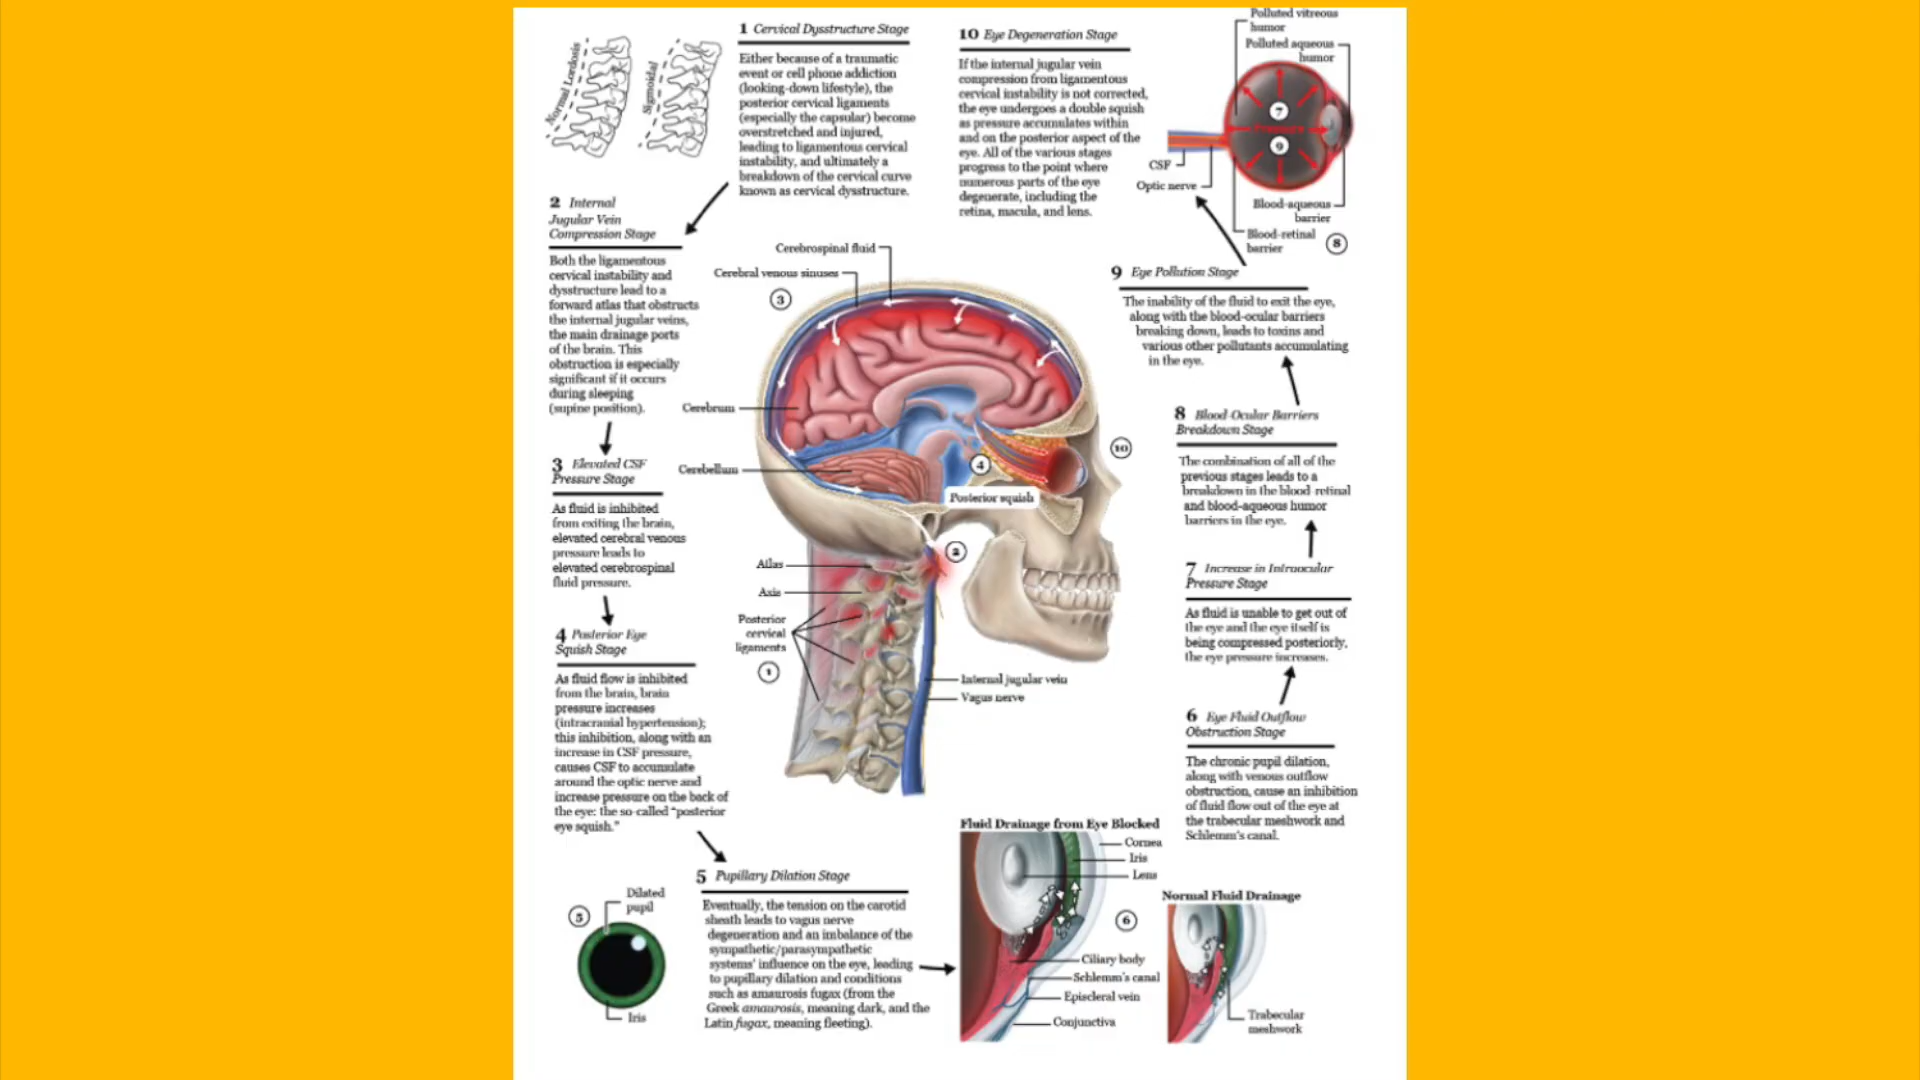 Normal Lordosis
Sigmoidal
1 Cervical Dysstructure Stage
Either because of a traumatic
event or cell phone addiction
(looking-down lifestyle), the
posterior cervical ligaments
(especially the capsular) become
overstretched and injured,
leading to ligamentous cervical
instability, and ultimately a
breakdown of the cervical curve
known as cervical dysstructure.
2 Internal
Jugular Vein
Compression Stage
Both the ligamentous
cervical instability and
dysstructure lead to a
forward atlas that obstructs
the internal jugular veins,
the main drainage ports
of the brain. This
obstruction is especially
significant if it occurs
during sleeping
(supine position).
3 Elevated CSF
Pressure Stage
As fluid is inhibited
from exiting the brain,
elevated cerebral venous
pressure leads to
elevated cerebrospinal
fluid pressure.
4 Posterior Eye
Squish Stage
As fluid flow is inhibited
from the brain, brain
pressure increases
(intracranial hypertension);
this inhibition, along with an
increase in CSF pressure,
causes CSF to accumulate
around the optic nerve and
increase pressure on the back of
the eye: the so-called "posterior
eye squish."
5 Pupillary Dilation Stage
Eventually, the tension on the carotid
sheath leads to vagus nerve
degeneration and an imbalance of the
sympathetic/parasympathetic
systems' influence on the eye, leading
to pupillary dilation and conditions
such as amaurosis fugax (from the
Greek amaurosis, meaning dark, and the
Latin fugax, meaning fleeting).
5
Dilated
pupil
Iris
Cerebrospinal fluid
Cerebral venous sinuses
3
Cerebrum
Cerebellum
4
Posterior squish
10
2
Atlas
Axis
Posterior
cervical
ligaments
1
Internal jugular vein
Vagus nerve
Fluid Drainage from Eye Blocked
Cornea
Iris
Lens
6
Ciliary body
Schlemm's canal
Episcleral vein
Conjunctiva
Normal Fluid Drainage
Trabecular
meshwork
6 Eye Fluid Outflow
Obstruction Stage
The chronic pupil dilation,
along with venous outflow
obstruction, cause an inhibition
of fluid flow out of the eye at
the trabecular meshwork and
Schlemm's canal.
7 Increase in Intraocular
Pressure Stage
As fluid is unable to get out of
the eye and the eye itself is
being compressed posteriorly,
the eye pressure increases.
8 Blood-Ocular Barriers
Breakdown Stage
The combination of all of the
previous stages leads to a
breakdown in the blood-retinal
and blood-aqueous humor
barriers in the eye.
9 Eye Pollution Stage
The inability of the fluid to exit the eye,
along with the blood-ocular barriers
breaking down, leads to toxins and
various other pollutants accumulating
in the eye.
10 Eye Degeneration Stage
If the internal jugular vein
compression from ligamentous
cervical instability is not corrected,
the eye undergoes a double squish
as pressure accumulates within
and on the posterior aspect of the
eye. All of the various stages
progress to the point where
numerous parts of the eye
degenerate, including the
retina, macula, and lens.
Polluted vitreous
humor
Polluted aqueous
humor
7
Pressure
9
CSF
Optic nerve
Blood-aqueous
barrier
Blood-retinal
barrier
8